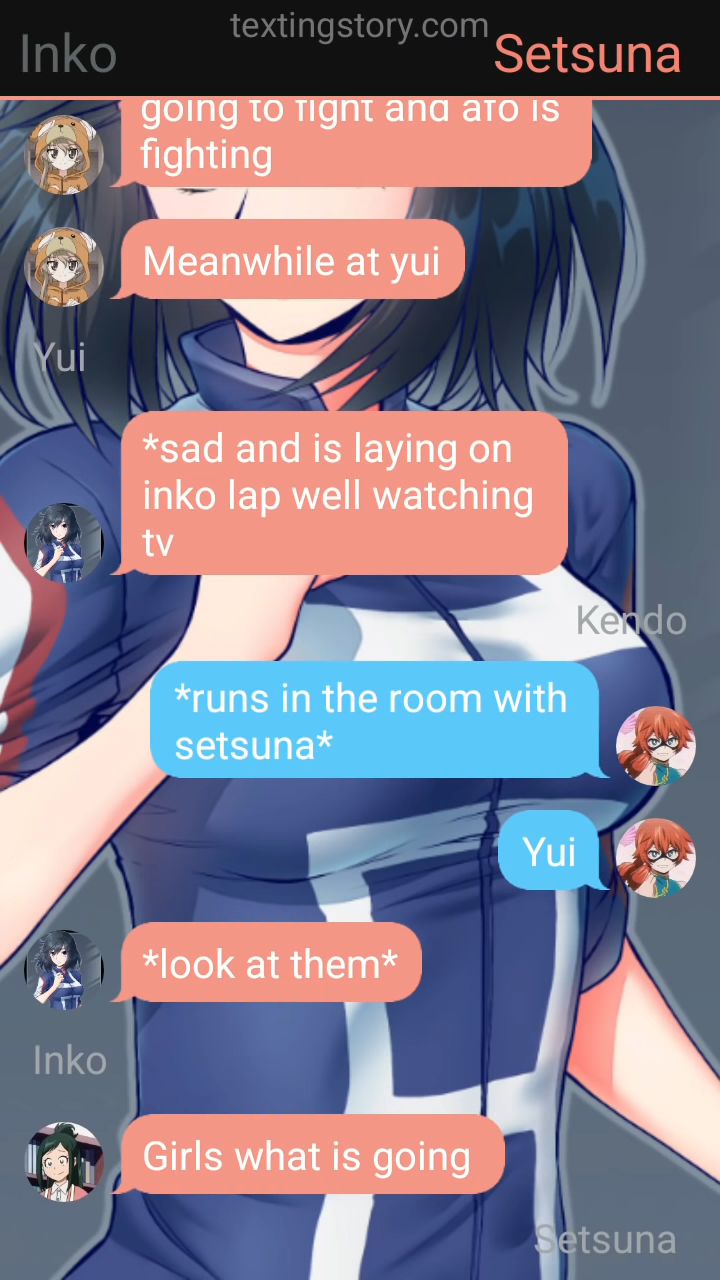 textingstory.com
Inko
Setsuna
going to fight and afo is
fighting
Meanwhile at yui
Yui
*sad and is laying on
inko lap well watching
tv
Kendo
*runs in the room with
setsuna*
Yui
*look at them*
Inko
Girls what is going
Setsuna